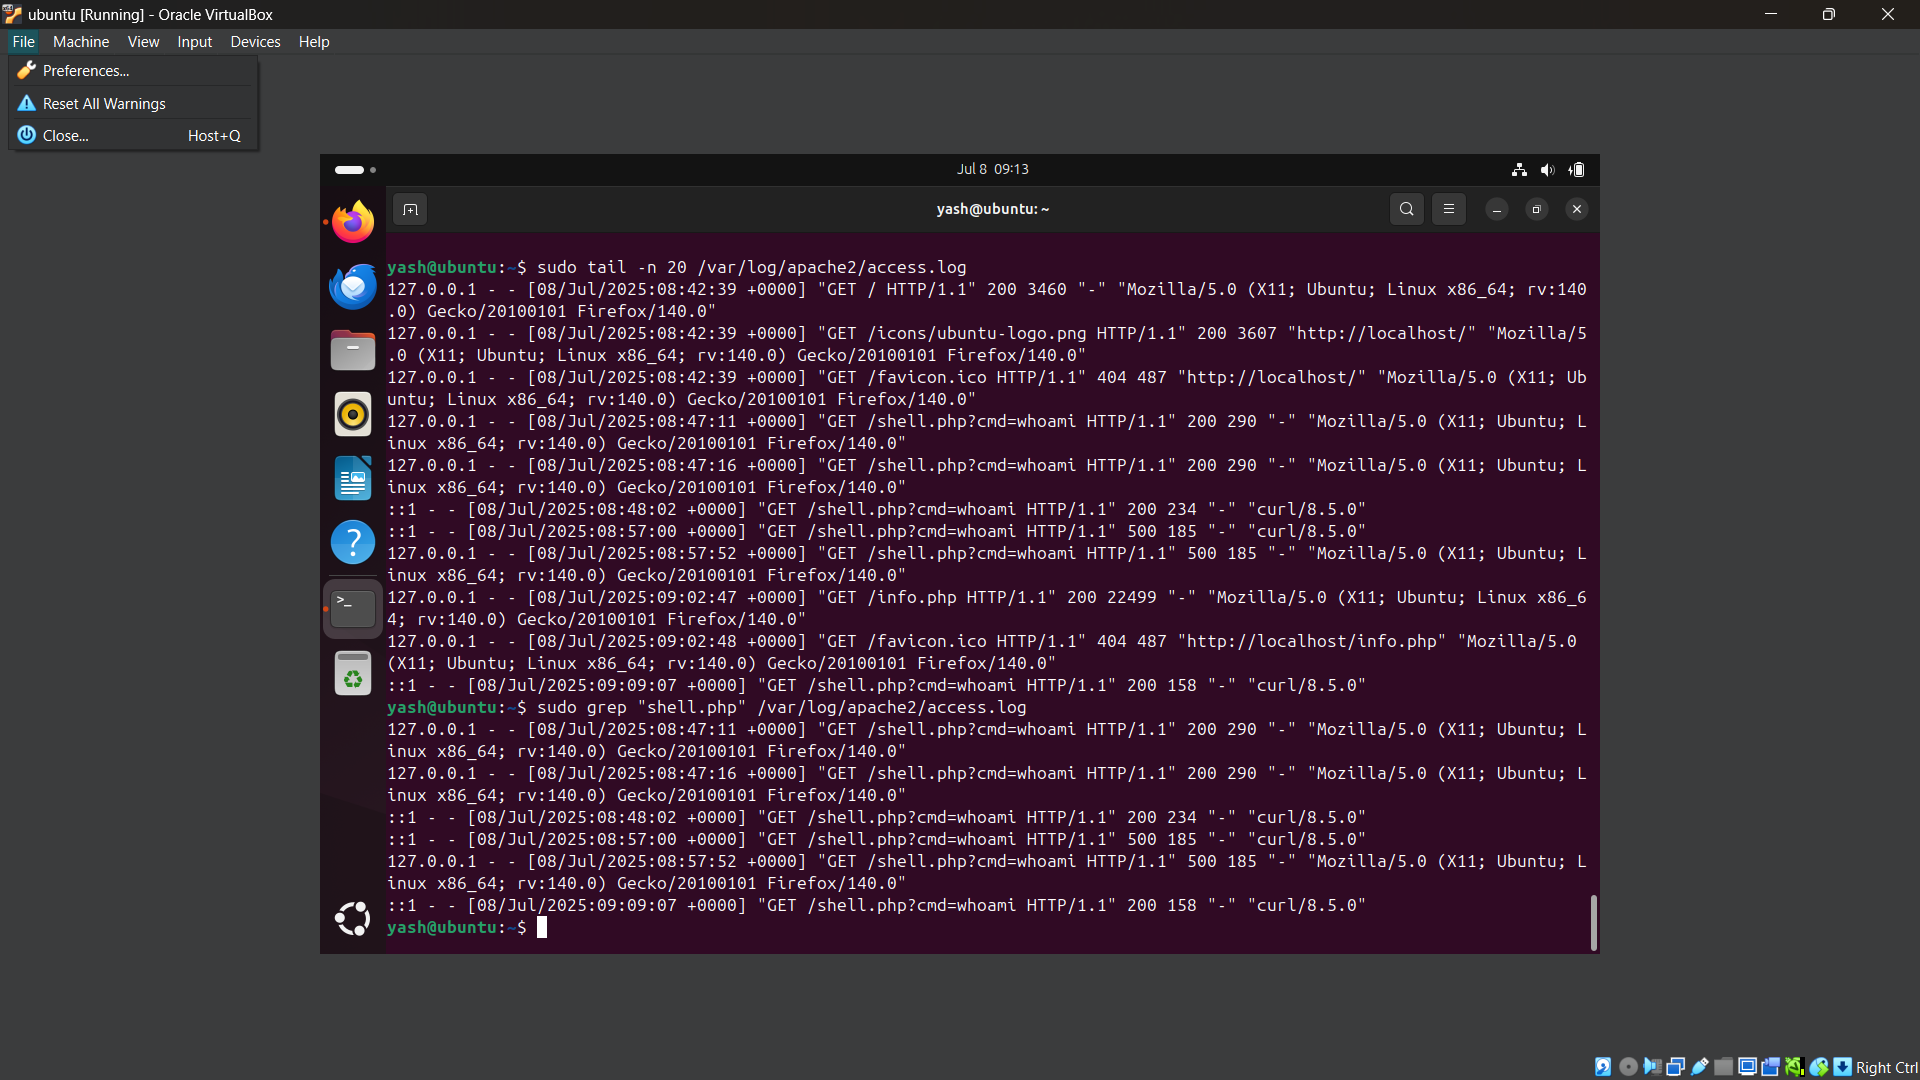 ubuntu [Running] - Oracle VirtualBox
File Machine View Input Devices Help
Preferences...
Reset All Warnings
Close... Host+Q
Jul 8 09:13
yash@ubuntu: ~
yash@ubuntu:~$ sudo tail -n 20 /var/log/apache2/access.log
127.0.0.1 - - [08/Jul/2025:08:42:39 +0000] "GET / HTTP/1.1" 200 3460 "-" "Mozilla/5.0 (X11; Ubuntu; Linux x86_64; rv:140
.0) Gecko/20100101 Firefox/140.0"
127.0.0.1 - - [08/Jul/2025:08:42:39 +0000] "GET /icons/ubuntu-logo.png HTTP/1.1" 200 3607 "http://localhost/" "Mozilla/5
.0 (X11; Ubuntu; Linux x86_64; rv:140.0) Gecko/20100101 Firefox/140.0"
127.0.0.1 - - [08/Jul/2025:08:42:39 +0000] "GET /favicon.ico HTTP/1.1" 404 487 "http://localhost/" "Mozilla/5.0 (X11; Ub
untu; Linux x86_64; rv:140.0) Gecko/20100101 Firefox/140.0"
127.0.0.1 - - [08/Jul/2025:08:47:11 +0000] "GET /shell.php?cmd=whoami HTTP/1.1" 200 290 "-" "Mozilla/5.0 (X11; Ubuntu; L
inux x86_64; rv:140.0) Gecko/20100101 Firefox/140.0"
127.0.0.1 - - [08/Jul/2025:08:47:16 +0000] "GET /shell.php?cmd=whoami HTTP/1.1" 200 290 "-" "Mozilla/5.0 (X11; Ubuntu; L
inux x86_64; rv:140.0) Gecko/20100101 Firefox/140.0"
::1 - - [08/Jul/2025:08:48:02 +0000] "GET /shell.php?cmd=whoami HTTP/1.1" 200 234 "-" "curl/8.5.0"
::1 - - [08/Jul/2025:08:57:00 +0000] "GET /shell.php?cmd=whoami HTTP/1.1" 500 185 "-" "curl/8.5.0"
127.0.0.1 - - [08/Jul/2025:08:57:52 +0000] "GET /shell.php?cmd=whoami HTTP/1.1" 500 185 "-" "Mozilla/5.0 (X11; Ubuntu; L
inux x86_64; rv:140.0) Gecko/20100101 Firefox/140.0"
127.0.0.1 - - [08/Jul/2025:09:02:47 +0000] "GET /info.php HTTP/1.1" 200 22499 "-" "Mozilla/5.0 (X11; Ubuntu; Linux x86_6
4; rv:140.0) Gecko/20100101 Firefox/140.0"
127.0.0.1 - - [08/Jul/2025:09:02:48 +0000] "GET /favicon.ico HTTP/1.1" 404 487 "http://localhost/info.php" "Mozilla/5.0
(X11; Ubuntu; Linux x86_64; rv:140.0) Gecko/20100101 Firefox/140.0"
::1 - - [08/Jul/2025:09:09:07 +0000] "GET /shell.php?cmd=whoami HTTP/1.1" 200 158 "-" "curl/8.5.0"
yash@ubuntu:~$ sudo grep "shell.php" /var/log/apache2/access.log
127.0.0.1 - - [08/Jul/2025:08:47:11 +0000] "GET /shell.php?cmd=whoami HTTP/1.1" 200 290 "-" "Mozilla/5.0 (X11; Ubuntu; L
inux x86_64; rv:140.0) Gecko/20100101 Firefox/140.0"
127.0.0.1 - - [08/Jul/2025:08:47:16 +0000] "GET /shell.php?cmd=whoami HTTP/1.1" 200 290 "-" "Mozilla/5.0 (X11; Ubuntu; L
inux x86_64; rv:140.0) Gecko/20100101 Firefox/140.0"
::1 - - [08/Jul/2025:08:48:02 +0000] "GET /shell.php?cmd=whoami HTTP/1.1" 200 234 "-" "curl/8.5.0"
::1 - - [08/Jul/2025:08:57:00 +0000] "GET /shell.php?cmd=whoami HTTP/1.1" 500 185 "-" "curl/8.5.0"
127.0.0.1 - - [08/Jul/2025:08:57:52 +0000] "GET /shell.php?cmd=whoami HTTP/1.1" 500 185 "-" "Mozilla/5.0 (X11; Ubuntu; L
inux x86_64; rv:140.0) Gecko/20100101 Firefox/140.0"
::1 - - [08/Jul/2025:09:09:07 +0000] "GET /shell.php?cmd=whoami HTTP/1.1" 200 158 "-" "curl/8.5.0"
yash@ubuntu:~$
Right Ctrl